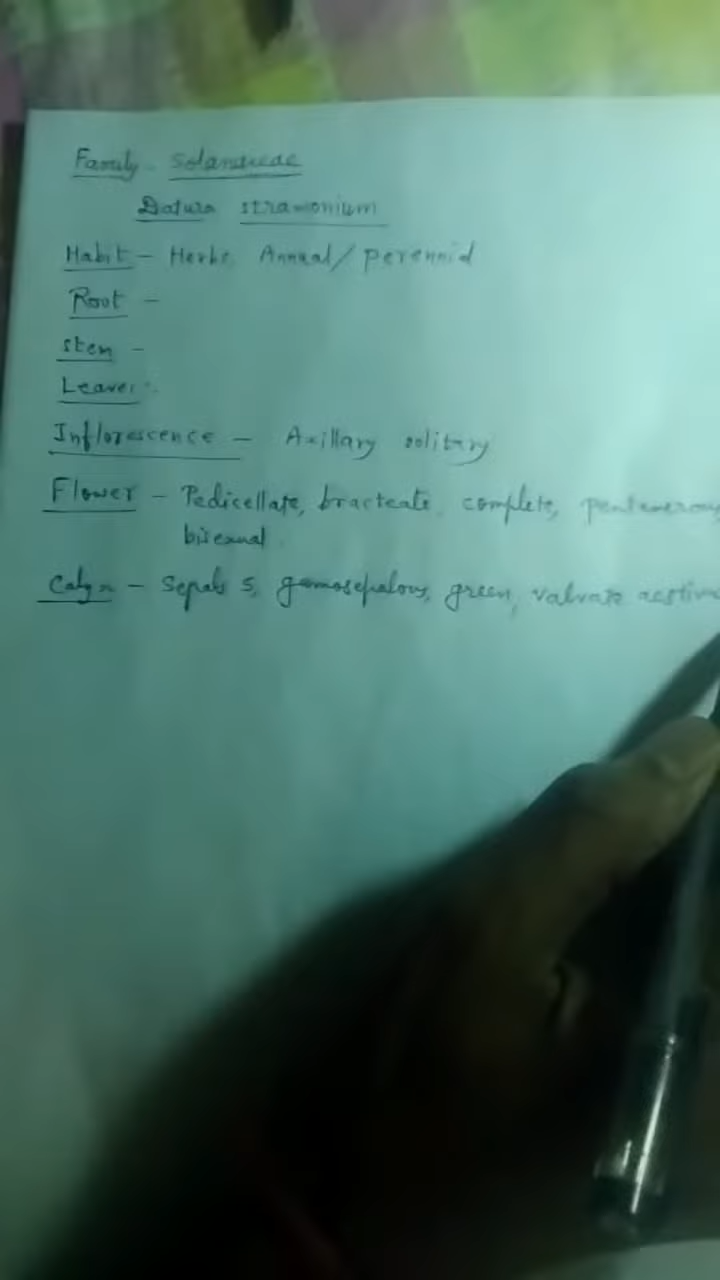 Family - Solanaceae
Datura stramonium
Habit - Herbs, Annual/perennial
Root -
Stem -
Leaves -
Inflorescence - Axillary solitary
Flower - Pedicellate, bracteate, complete, pentamerous,
bisexual.
Calyx - Sepals 5, gamosepalous, green, valvate